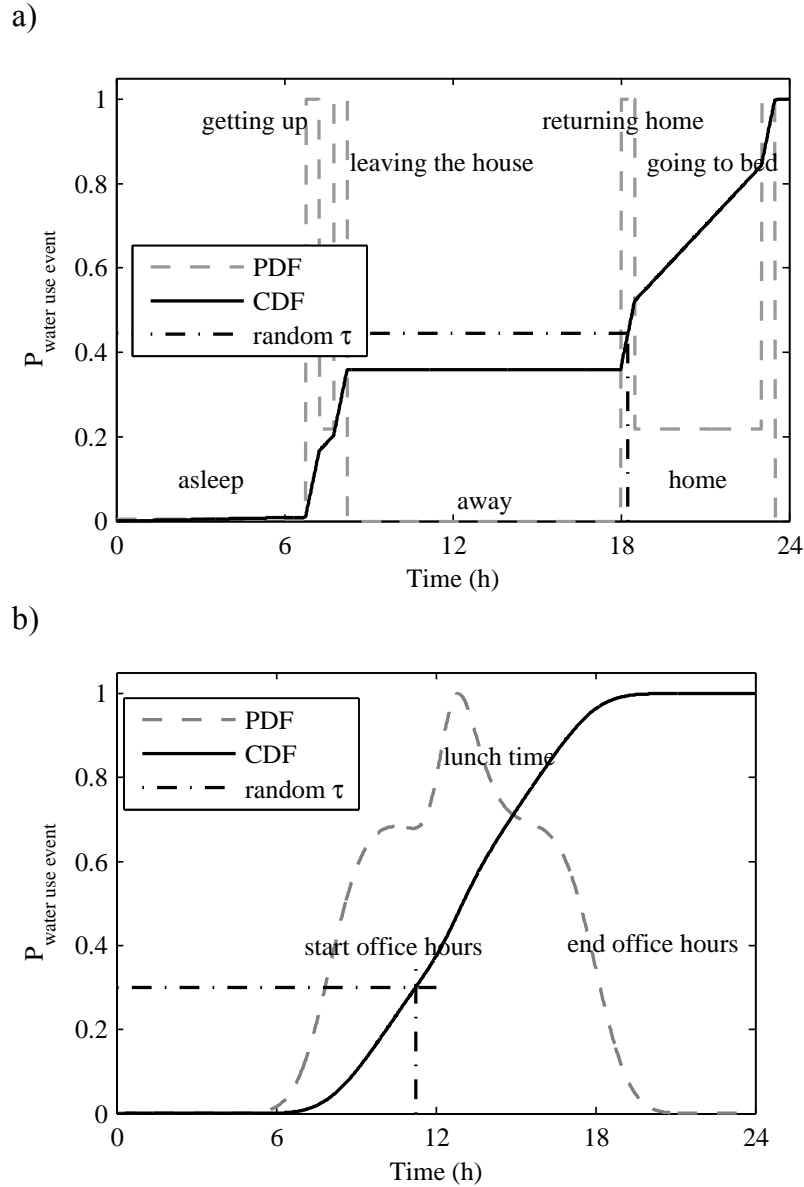 a)
1
0.8
0.6
0.4
0.2
0
P water use event
getting up
returning home
leaving the house
going to bed
PDF
CDF
random τ
asleep
away
home
0 6 12 18 24
Time (h)
b)
1
0.8
0.6
0.4
0.2
0
P water use event
PDF
CDF
random τ
lunch time
start office hours
end office hours
0 6 12 18 24
Time (h)